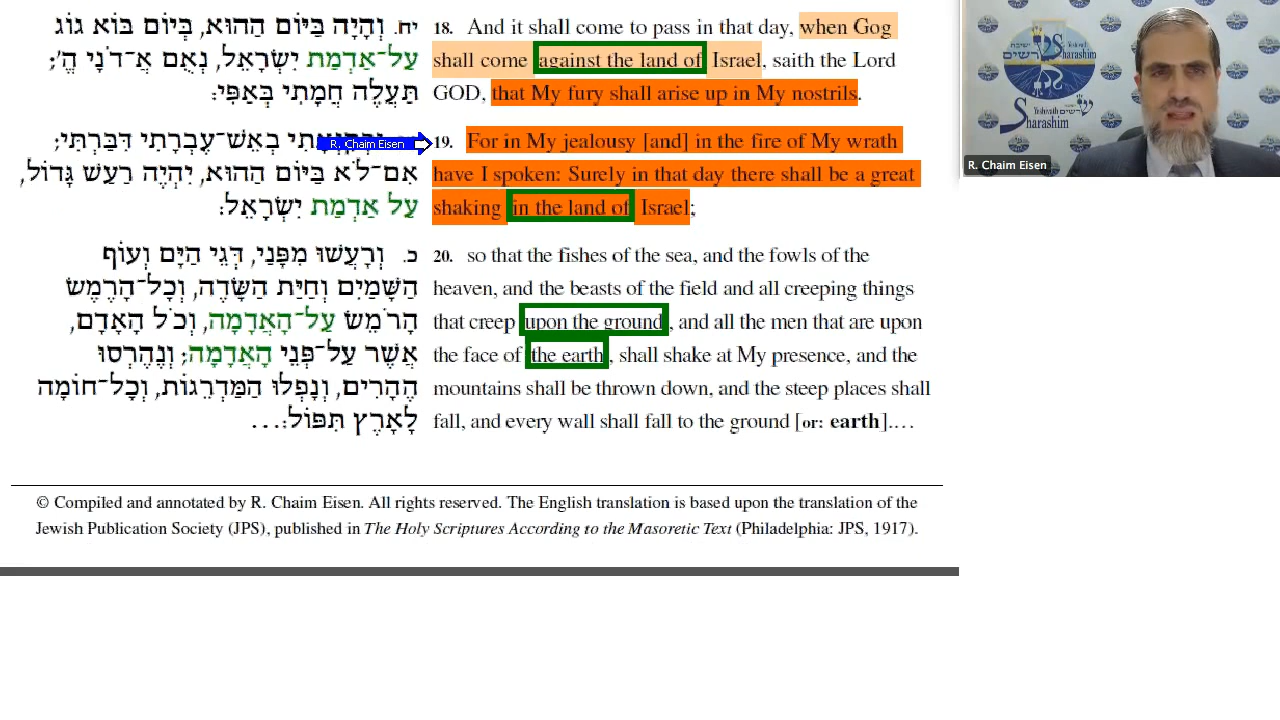 יח. וְהָיָה בַּיּוֹם הַהוּא, בְּיוֹם בּוֹא גוֹג
עַל־אַדְמַת יִשְׂרָאֵל, נְאֻם אֲ־דֹנָי ה';
תַּעֲלֶה חֲמָתִי בְּאַפִּי:
בְאֵשׁ־עֶבְרָתִי דִּבַּרְתִּי;
אִם־לֹא בַּיּוֹם הַהוּא, יִהְיֶה רַעַשׁ גָּדוֹל,
עַל אַדְמַת יִשְׂרָאֵל:
כ. וְרָעֲשׁוּ מִפָּנַי, דְּגֵי הַיָּם וְעוֹף
הַשָּׁמַיִם וְחַיַּת הַשָּׂדֶה, וְכָל־הָרֶמֶשׂ
הָרֹמֵשׂ עַל־הָאֲדָמָה, וְכֹל הָאָדָם,
אֲשֶׁר עַל־פְּנֵי הָאֲדָמָה; וְנֶהֶרְסוּ
הֶהָרִים, וְנָפְלוּ הַמַּדְרֵגוֹת, וְכָל־חוֹמָה
לָאָרֶץ תִּפּוֹל:...
18. And it shall come to pass in that day, when Gog
shall come against the land of Israel, saith the Lord
GOD, that My fury shall arise up in My nostrils.
R. Chaim Eisen
19. For in My jealousy [and] in the fire of My wrath
have I spoken: Surely in that day there shall be a great
shaking in the land of Israel;
20. so that the fishes of the sea, and the fowls of the
heaven, and the beasts of the field and all creeping things
that creep upon the ground, and all the men that are upon
the face of the earth, shall shake at My presence, and the
mountains shall be thrown down, and the steep places shall
fall, and every wall shall fall to the ground [or: earth]....
© Compiled and annotated by R. Chaim Eisen. All rights reserved. The English translation is based upon the translation of the
Jewish Publication Society (JPS), published in The Holy Scriptures According to the Masoretic Text (Philadelphia: JPS, 1917).
Yeshivath שרשים
Sharashim
R. Chaim Eisen